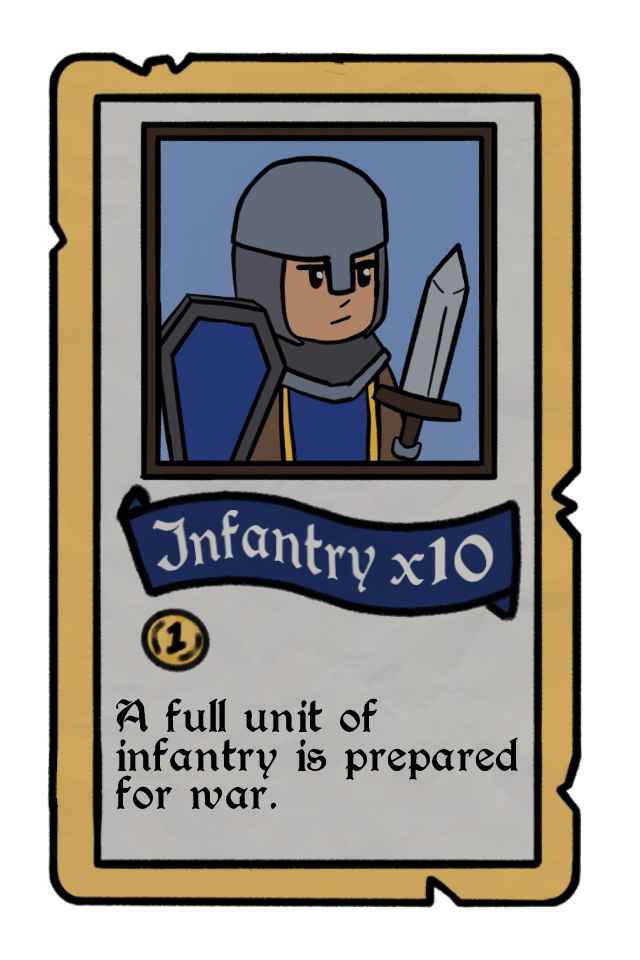 Infantry x10
1
A full unit of
infantry is prepared
for war.